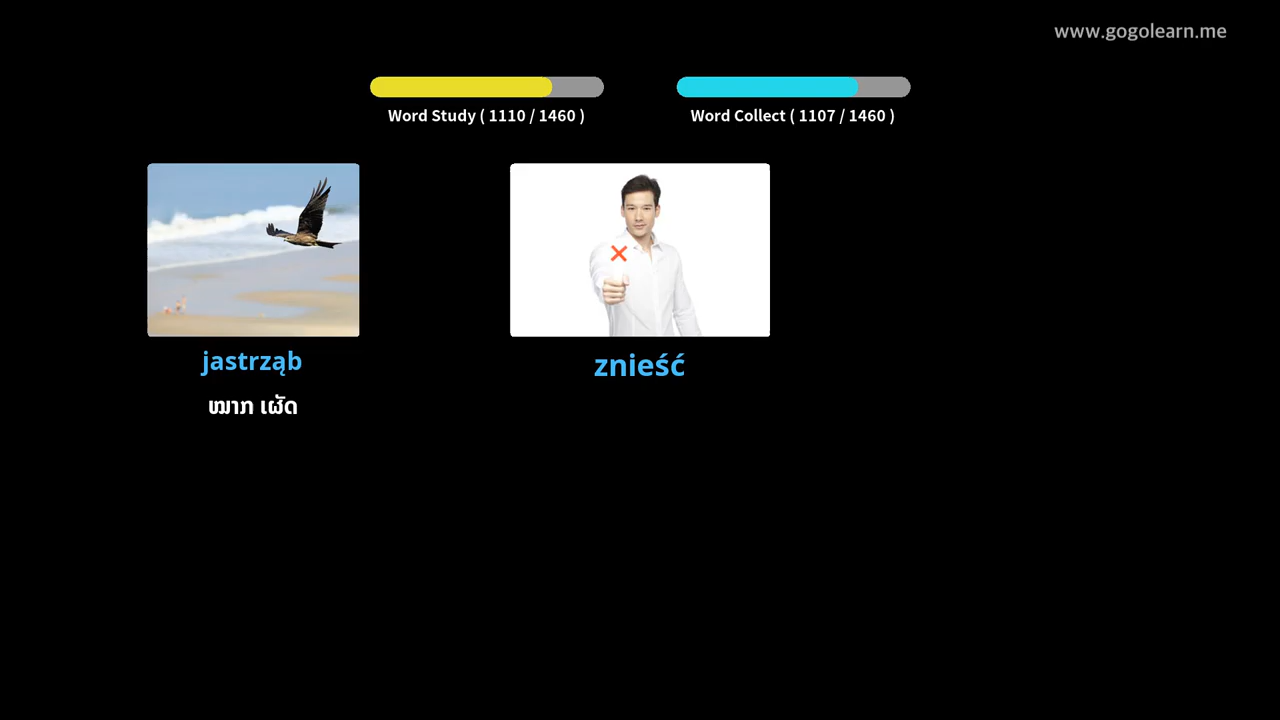 www.gogolearn.me
Word Study ( 1110 / 1460 )
Word Collect ( 1107 / 1460 )
jastrząb
znieść
ໝາກ ເຜັດ